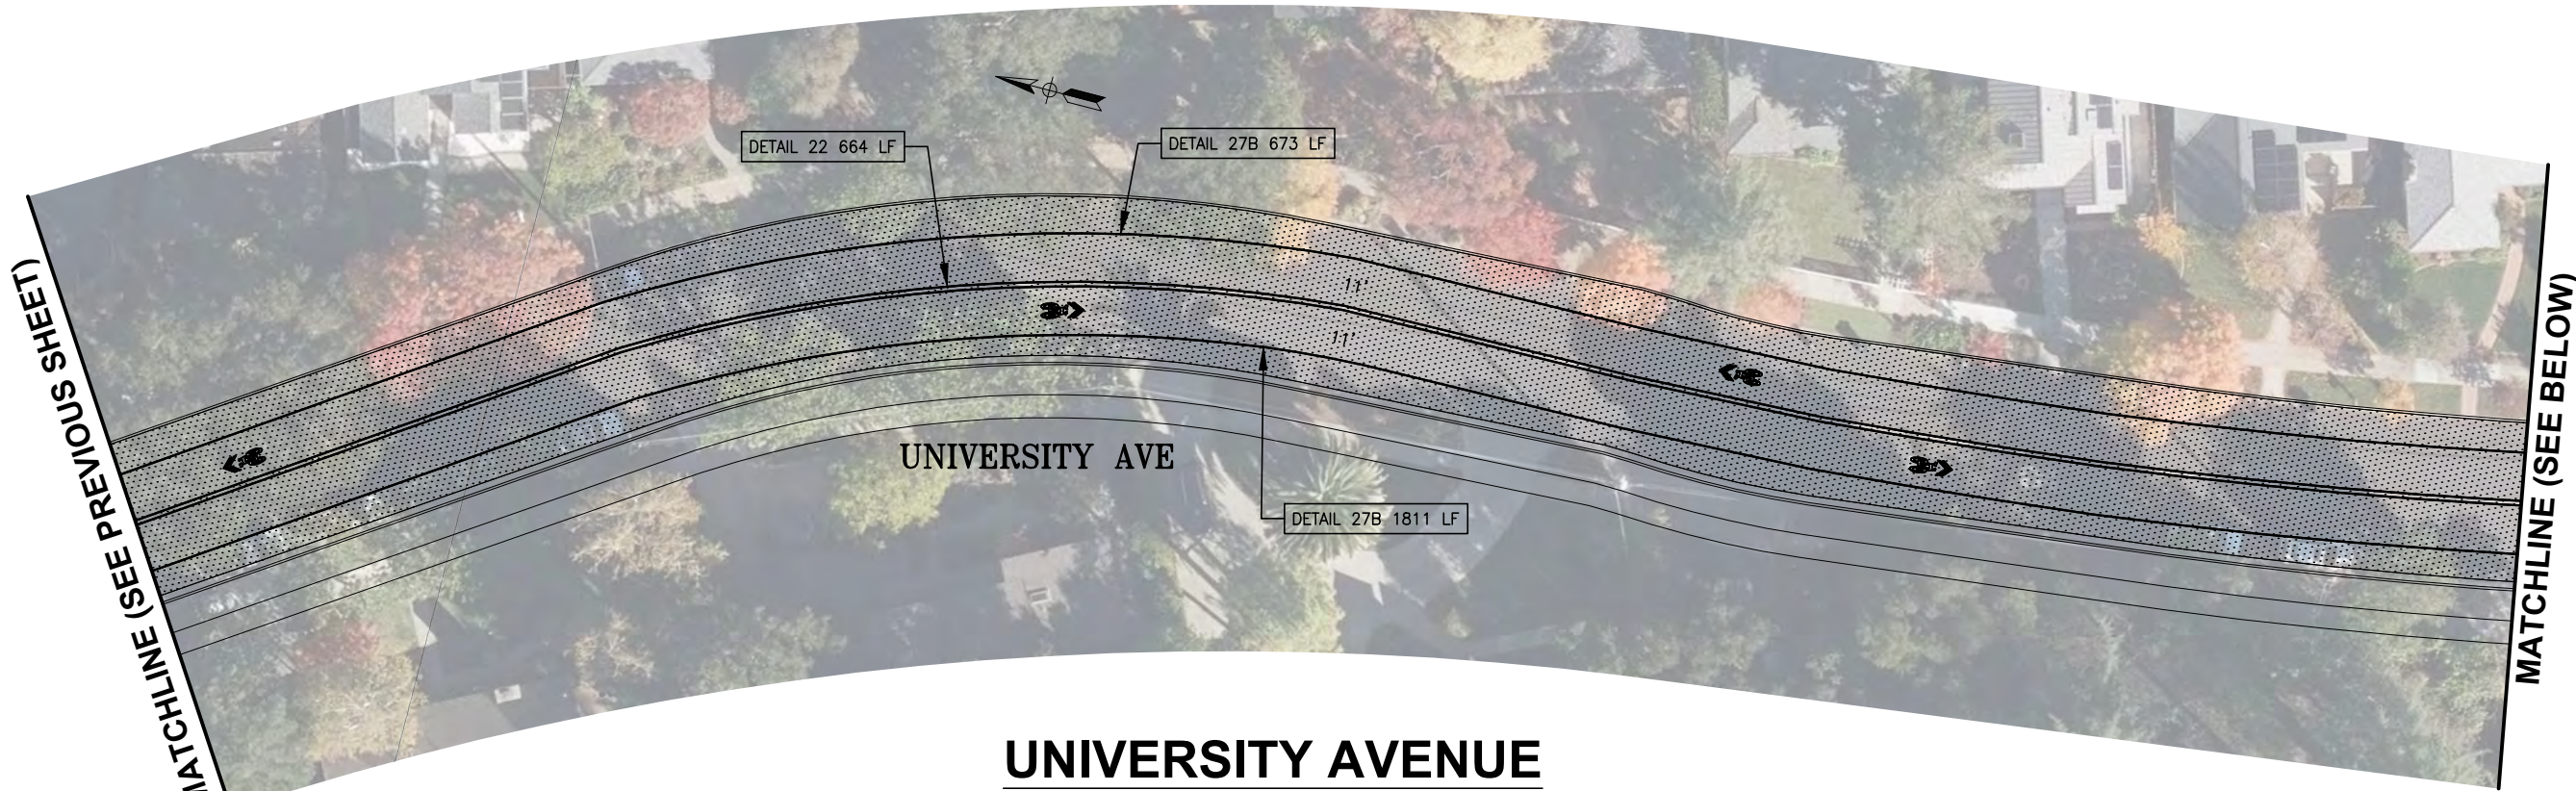 DETAIL 22 664 LF
DETAIL 27B 673 LF
11'
11'
UNIVERSITY AVE
DETAIL 27B 1811 LF
MATCHLINE (SEE PREVIOUS SHEET)
MATCHLINE (SEE BELOW)
UNIVERSITY AVENUE